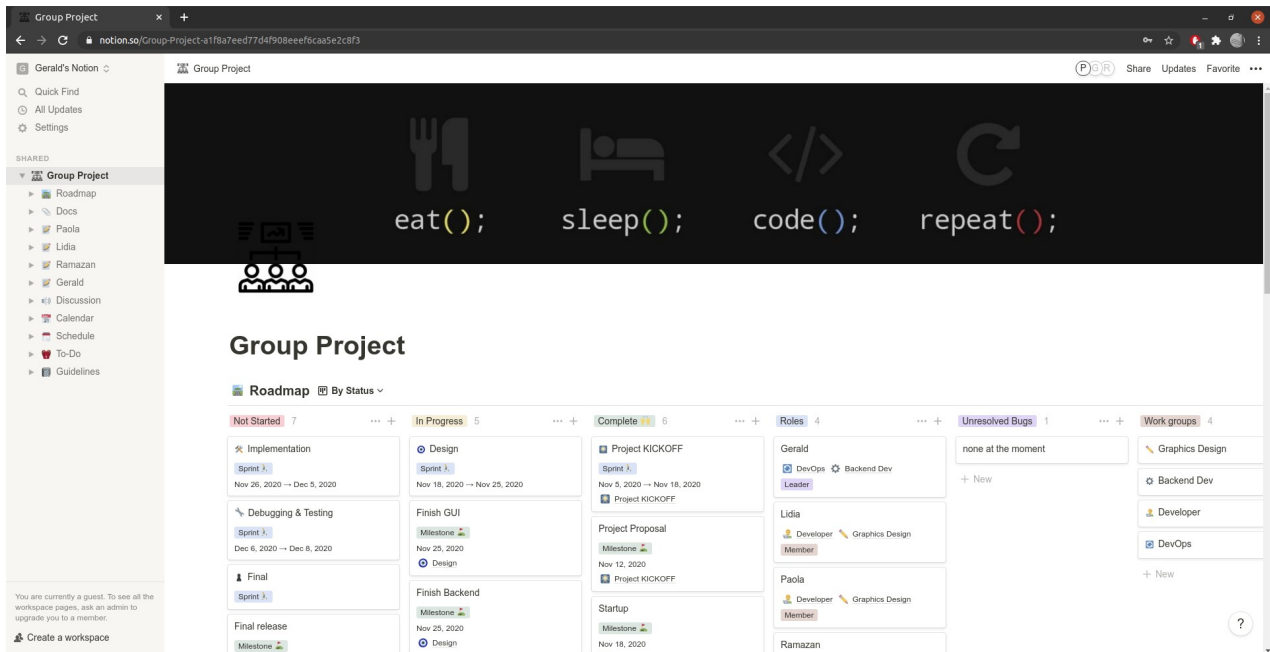 Group Project
notion.so/Group-Project-a1f8a7eed77d4f908eeef6caa5e2c8f3
G Gerald's Notion
Group Project
P G R
Share Updates Favorite
Quick Find
All Updates
Settings
SHARED
Group Project
Roadmap
Docs
Paola
Lidia
Ramazan
Gerald
Discussion
Calendar
Schedule
To-Do
Guidelines
You are currently a guest. To see all the
workspace pages, ask an admin to
upgrade you to a member.
Create a workspace
eat(); sleep(); code(); repeat();
Group Project
Roadmap By Status
Not Started 7
Implementation
Sprint
Nov 26, 2020 → Dec 5, 2020
Debugging & Testing
Sprint
Dec 6, 2020 → Dec 8, 2020
Final
Sprint
Final release
Milestone
In Progress 5
Design
Sprint
Nov 18, 2020 → Nov 25, 2020
Finish GUI
Milestone
Nov 25, 2020
Design
Finish Backend
Milestone
Nov 25, 2020
Design
Complete 6
Project KICKOFF
Sprint
Nov 5, 2020 → Nov 18, 2020
Project KICKOFF
Project Proposal
Milestone
Nov 12, 2020
Project KICKOFF
Startup
Milestone
Nov 18, 2020
Roles 4
Gerald
DevOps Backend Dev
Leader
Lidia
Developer Graphics Design
Member
Paola
Developer Graphics Design
Member
Ramazan
Unresolved Bugs 1
none at the moment
+ New
Work groups 4
Graphics Design
Backend Dev
Developer
DevOps
+ New
?